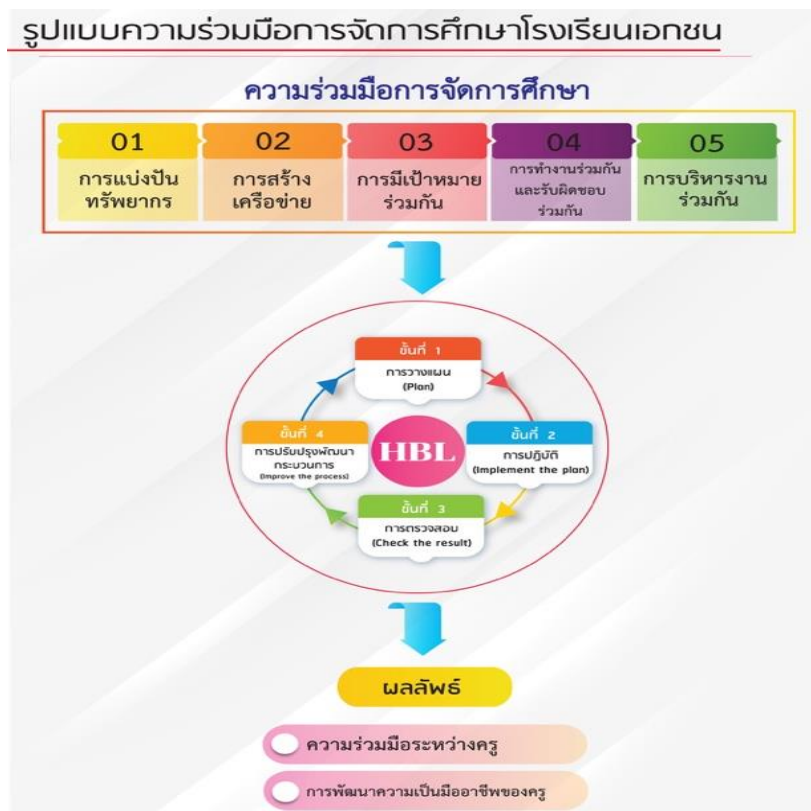 รูปแบบความร่วมมือการจัดการศึกษาโรงเรียนเอกชน
ความร่วมมือการจัดการศึกษา
01
การแบ่งปัน
ทรัพยากร
02
การสร้าง
เครือข่าย
03
การมีเป้าหมาย
ร่วมกัน
04
การทำงานร่วมกัน
และรับผิดชอบ
ร่วมกัน
05
การบริหารงาน
ร่วมกัน
ขั้นที่ 1
การวางแผน
(Plan)
ขั้นที่ 2
การปฏิบัติ
(Implement the plan)
ขั้นที่ 3
การตรวจสอบ
(Check the result)
ขั้นที่ 4
การปรับปรุงพัฒนา
กระบวนการ
(Improve the process)
HBL
ผลลัพธ์
ความร่วมมือระหว่างครู
การพัฒนาความเป็นมืออาชีพของครู